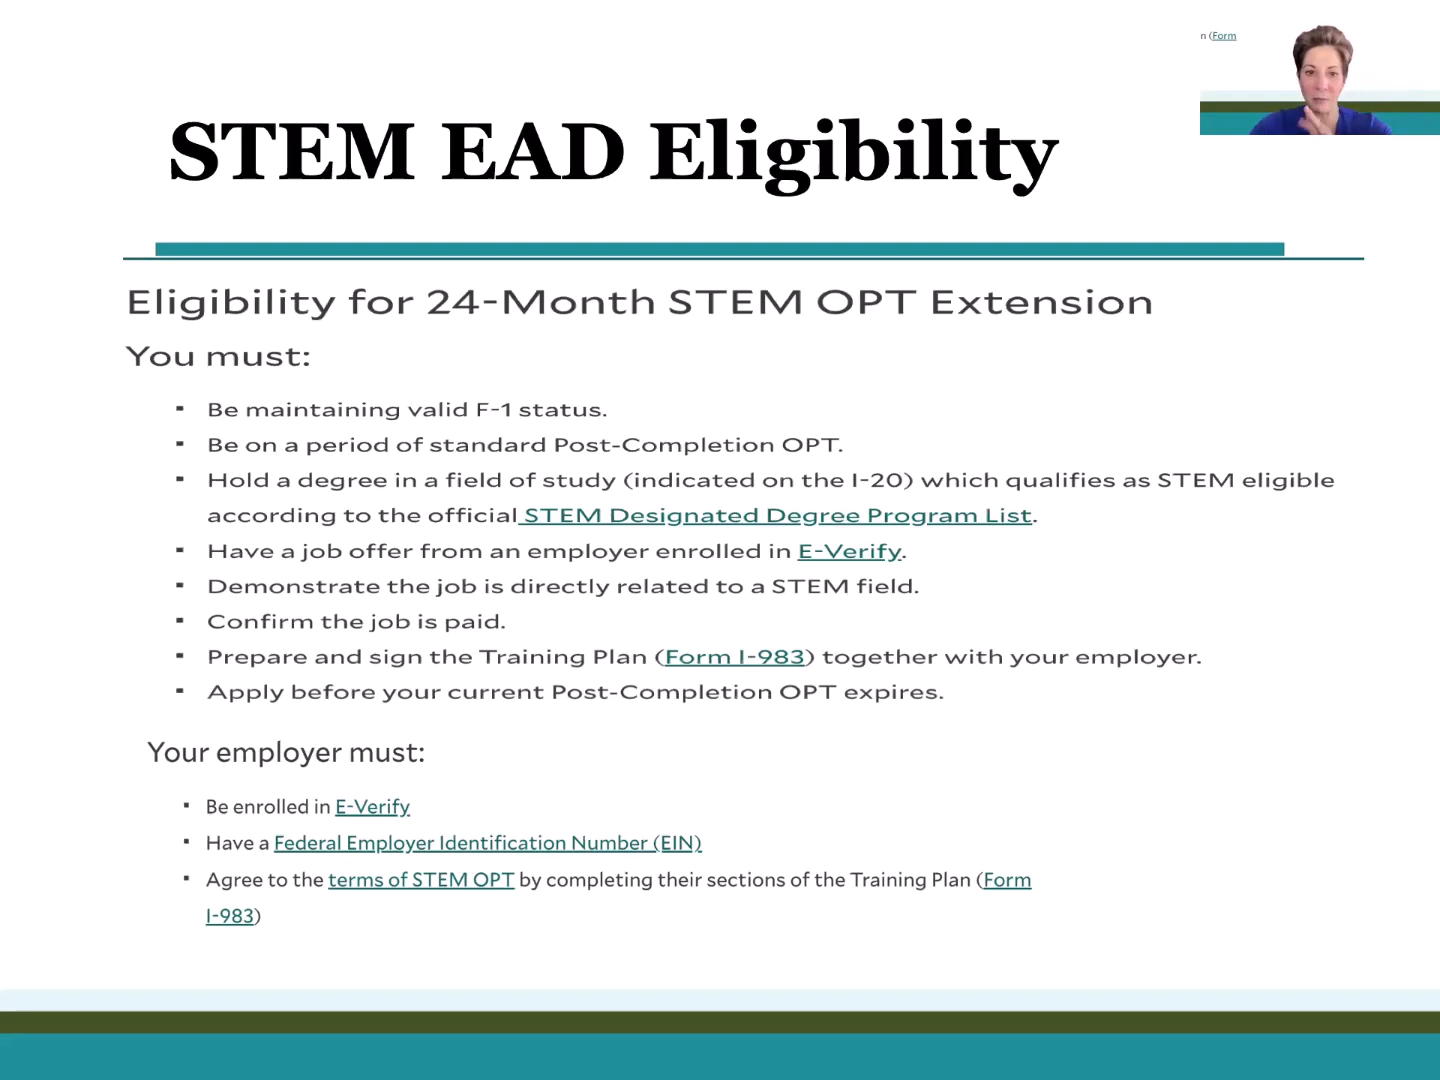 n (Form
STEM EAD Eligibility
Eligibility for 24-Month STEM OPT Extension
You must:
▪ Be maintaining valid F-1 status.
▪ Be on a period of standard Post-Completion OPT.
▪ Hold a degree in a field of study (indicated on the I-20) which qualifies as STEM eligible
according to the official STEM Designated Degree Program List.
▪ Have a job offer from an employer enrolled in E-Verify.
▪ Demonstrate the job is directly related to a STEM field.
▪ Confirm the job is paid.
▪ Prepare and sign the Training Plan (Form I-983) together with your employer.
▪ Apply before your current Post-Completion OPT expires.
Your employer must:
▪ Be enrolled in E-Verify
▪ Have a Federal Employer Identification Number (EIN)
▪ Agree to the terms of STEM OPT by completing their sections of the Training Plan (Form
I-983)